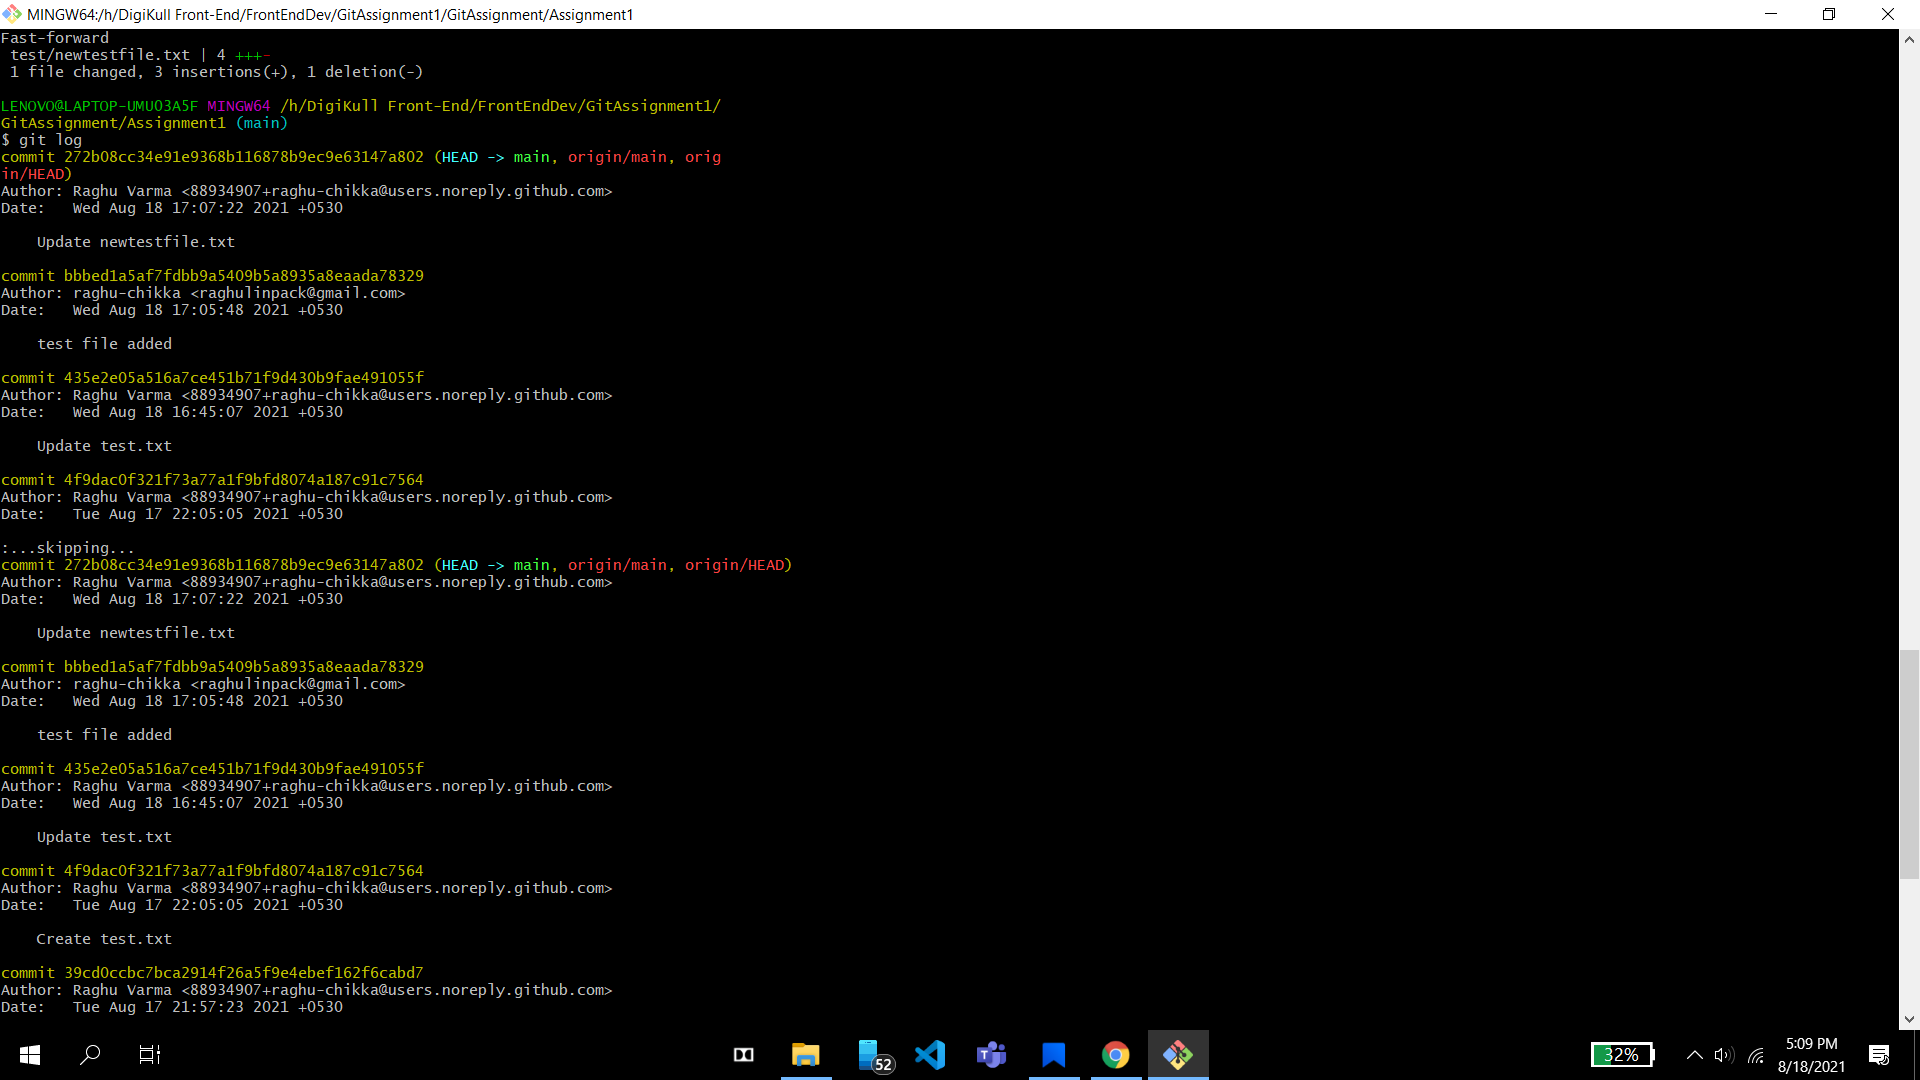 MINGW64:/h/DigiKull Front-End/FrontEndDev/GitAssignment1/GitAssignment/Assignment1
Fast-forward
 test/newtestfile.txt | 4 +++-
 1 file changed, 3 insertions(+), 1 deletion(-)
LENOVO@LAPTOP-UMUO3A5F MINGW64 /h/DigiKull Front-End/FrontEndDev/GitAssignment1/
GitAssignment/Assignment1 (main)
$ git log
commit 272b08cc34e91e9368b116878b9ec9e63147a802 (HEAD -> main, origin/main, orig
in/HEAD)
Author: Raghu Varma <88934907+raghu-chikka@users.noreply.github.com>
Date:   Wed Aug 18 17:07:22 2021 +0530
    Update newtestfile.txt
commit bbbed1a5af7fdbb9a5409b5a8935a8eaada78329
Author: raghu-chikka <raghulinpack@gmail.com>
Date:   Wed Aug 18 17:05:48 2021 +0530
    test file added
commit 435e2e05a516a7ce451b71f9d430b9fae491055f
Author: Raghu Varma <88934907+raghu-chikka@users.noreply.github.com>
Date:   Wed Aug 18 16:45:07 2021 +0530
    Update test.txt
commit 4f9dac0f321f73a77a1f9bfd8074a187c91c7564
Author: Raghu Varma <88934907+raghu-chikka@users.noreply.github.com>
Date:   Tue Aug 17 22:05:05 2021 +0530
:...skipping...
commit 272b08cc34e91e9368b116878b9ec9e63147a802 (HEAD -> main, origin/main, origin/HEAD)
Author: Raghu Varma <88934907+raghu-chikka@users.noreply.github.com>
Date:   Wed Aug 18 17:07:22 2021 +0530
    Update newtestfile.txt
commit bbbed1a5af7fdbb9a5409b5a8935a8eaada78329
Author: raghu-chikka <raghulinpack@gmail.com>
Date:   Wed Aug 18 17:05:48 2021 +0530
    test file added
commit 435e2e05a516a7ce451b71f9d430b9fae491055f
Author: Raghu Varma <88934907+raghu-chikka@users.noreply.github.com>
Date:   Wed Aug 18 16:45:07 2021 +0530
    Update test.txt
commit 4f9dac0f321f73a77a1f9bfd8074a187c91c7564
Author: Raghu Varma <88934907+raghu-chikka@users.noreply.github.com>
Date:   Tue Aug 17 22:05:05 2021 +0530
    Create test.txt
commit 39cd0ccbc7bca2914f26a5f9e4ebef162f6cabd7
Author: Raghu Varma <88934907+raghu-chikka@users.noreply.github.com>
Date:   Tue Aug 17 21:57:23 2021 +0530
52
32%
5:09 PM
8/18/2021